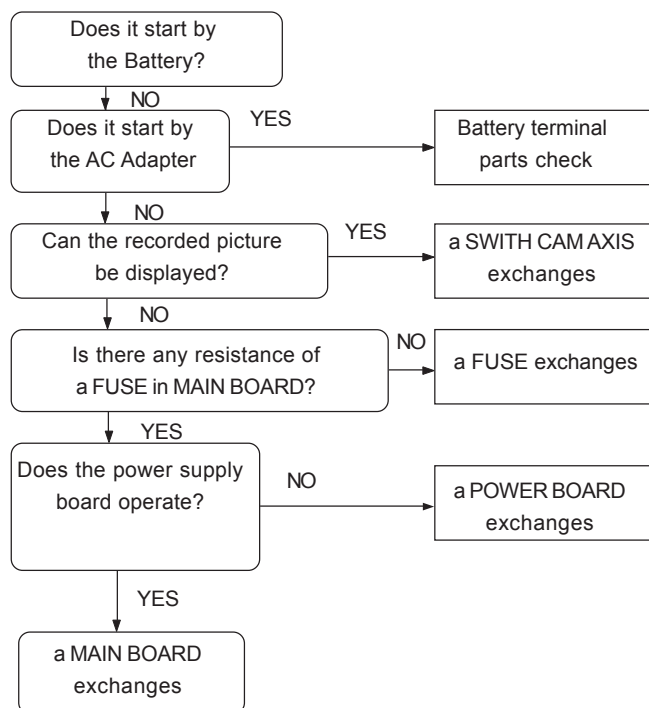 Does it start by
the Battery?
NO
Does it start by
the AC Adapter
YES
Battery terminal
parts check
NO
Can the recorded picture
be displayed?
YES
a SWITH CAM AXIS
exchanges
NO
Is there any resistance of
a FUSE in MAIN BOARD?
NO
a FUSE exchanges
YES
Does the power supply
board operate?
NO
a POWER BOARD
exchanges
YES
a MAIN BOARD
exchanges